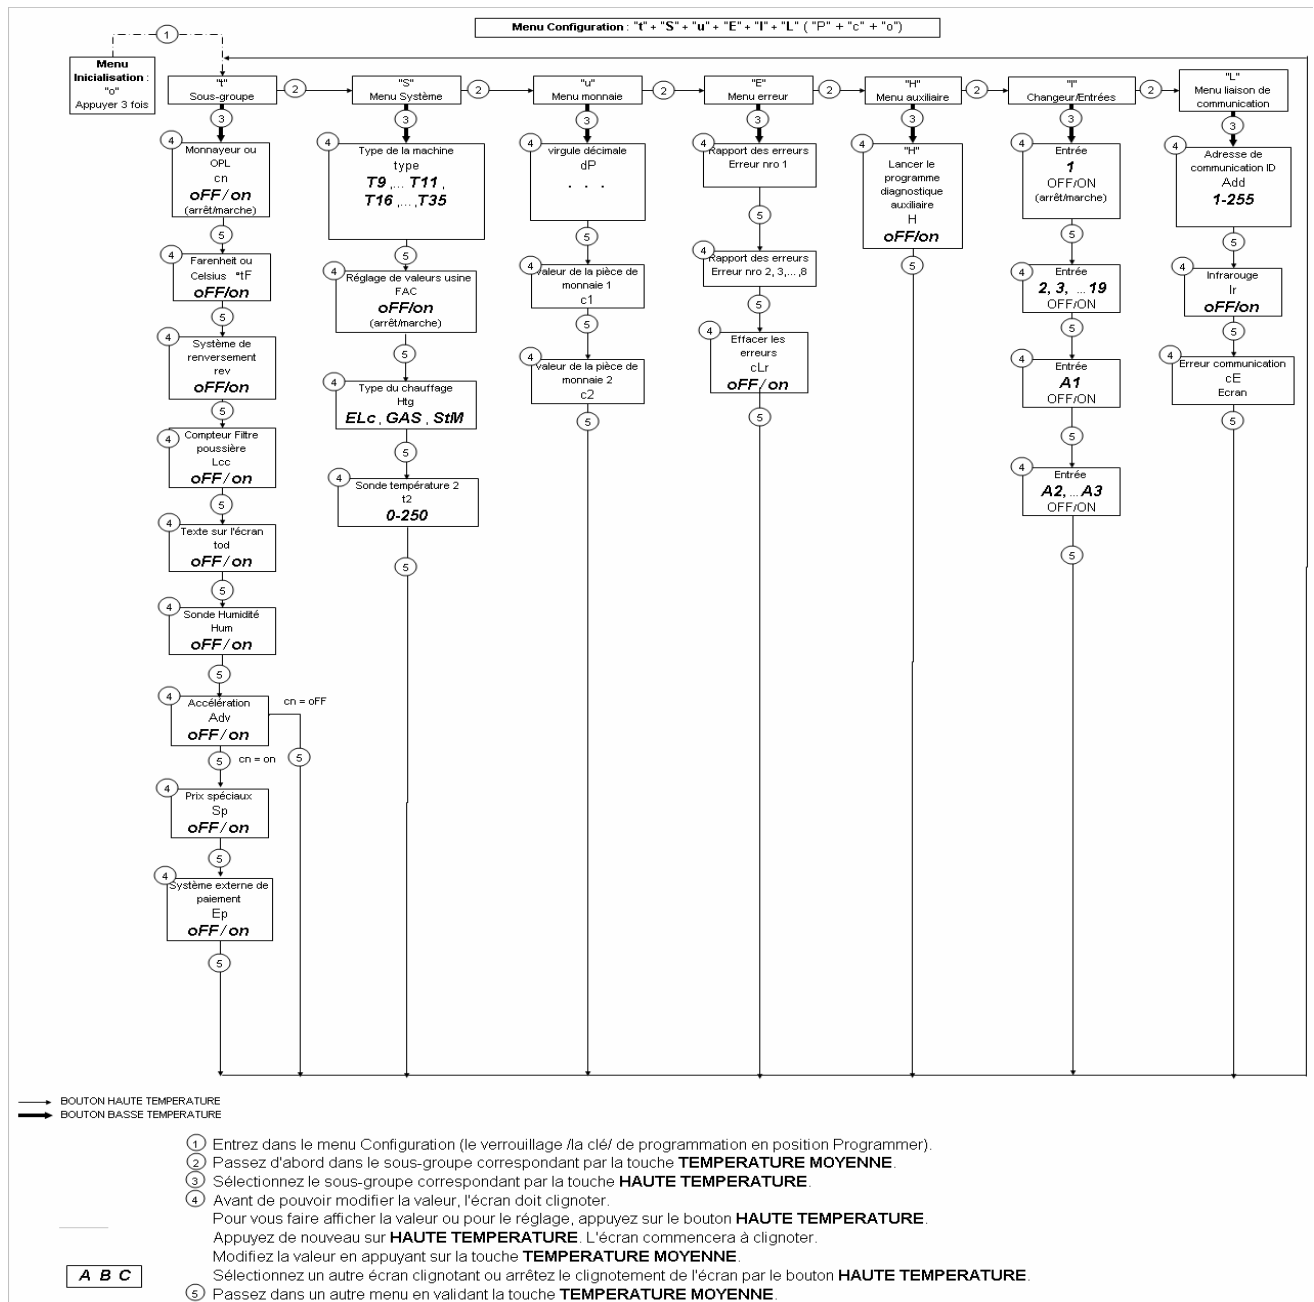 Menu Configuration : "t" + "S" + "u" + "E" + "I" + "L" ( "P" + "c" + "o")
1
Menu
Inicialisation :
"o"
Appuyer 3 fois
"t"
Sous-groupe
2
"S"
Menu Système
2
"u"
Menu monnaie
2
"E"
Menu erreur
2
"H"
Menu auxiliaire
2
"I"
Changeur/Entrées
2
"L"
Menu liaison de
communication
3
4
Monnayeur ou
OPL
cn
oFF/on
(arrêt/marche)
5
4
Farenheit ou
Celsius "tF
oFF/on
5
4
Système de
renversement
rev
oFF/on
5
4
Compteur Filtre
poussière
Lcc
oFF/on
5
4
Texte sur l'écran
tod
oFF/on
5
4
Sonde Humidité
Hum
oFF/on
5
4
Accélération
Adv
oFF/on
cn = oFF
5
5
cn = on
4
Prix spéciaux
Sp
oFF/on
5
4
Système externe de
paiement
Ep
oFF/on
5
3
4
Type de la machine
type
T9 ,... T11 ,
T16 ,... ,T35
5
4
Réglage de valeurs usine
FAC
oFF/on
(arrêt/marche)
5
4
Type du chauffage
Htg
ELc , GAS , StM
5
4
Sonde température 2
t2
0-250
5
3
4
virgule décimale
dP
. . .
5
4
valeur de la pièce de
monnaie 1
c1
5
4
valeur de la pièce de
monnaie 2
c2
5
3
4
Rapport des erreurs
Erreur nro 1
5
4
Rapport des erreurs
Erreur nro 2, 3,... ,8
5
4
Effacer les
erreurs
cLr
oFF/on
5
3
4
"H"
Lancer le
programme
diagnostique
auxiliaire
H
oFF/on
5
3
4
Entrée
1
OFF/ON
(arrêt/marche)
5
4
Entrée
2, 3, ...19
OFF/ON
5
4
Entrée
A1
OFF/ON
5
4
Entrée
A2, ...A3
OFF/ON
5
3
4
Adresse de
communication ID
Add
1-255
5
4
Infrarouge
Ir
oFF/on
5
4
Erreur communication
cE
Ecran
5
BOUTON HAUTE TEMPERATURE
BOUTON BASSE TEMPERATURE
1 Entrez dans le menu Configuration (le verrouillage /la clé/ de programmation en position Programmer).
2 Passez d'abord dans le sous-groupe correspondant par la touche TEMPERATURE MOYENNE.
3 Sélectionnez le sous-groupe correspondant par la touche HAUTE TEMPERATURE.
4 Avant de pouvoir modifier la valeur, l'écran doit clignoter.
Pour vous faire afficher la valeur ou pour le réglage, appuyez sur le bouton HAUTE TEMPERATURE.
Appuyez de nouveau sur HAUTE TEMPERATURE. L'écran commencera à clignoter.
Modifiez la valeur en appuyant sur la touche TEMPERATURE MOYENNE.
A B C
Sélectionnez un autre écran clignotant ou arrêtez le clignotement de l'écran par le bouton HAUTE TEMPERATURE.
5 Passez dans un autre menu en validant la touche TEMPERATURE MOYENNE.